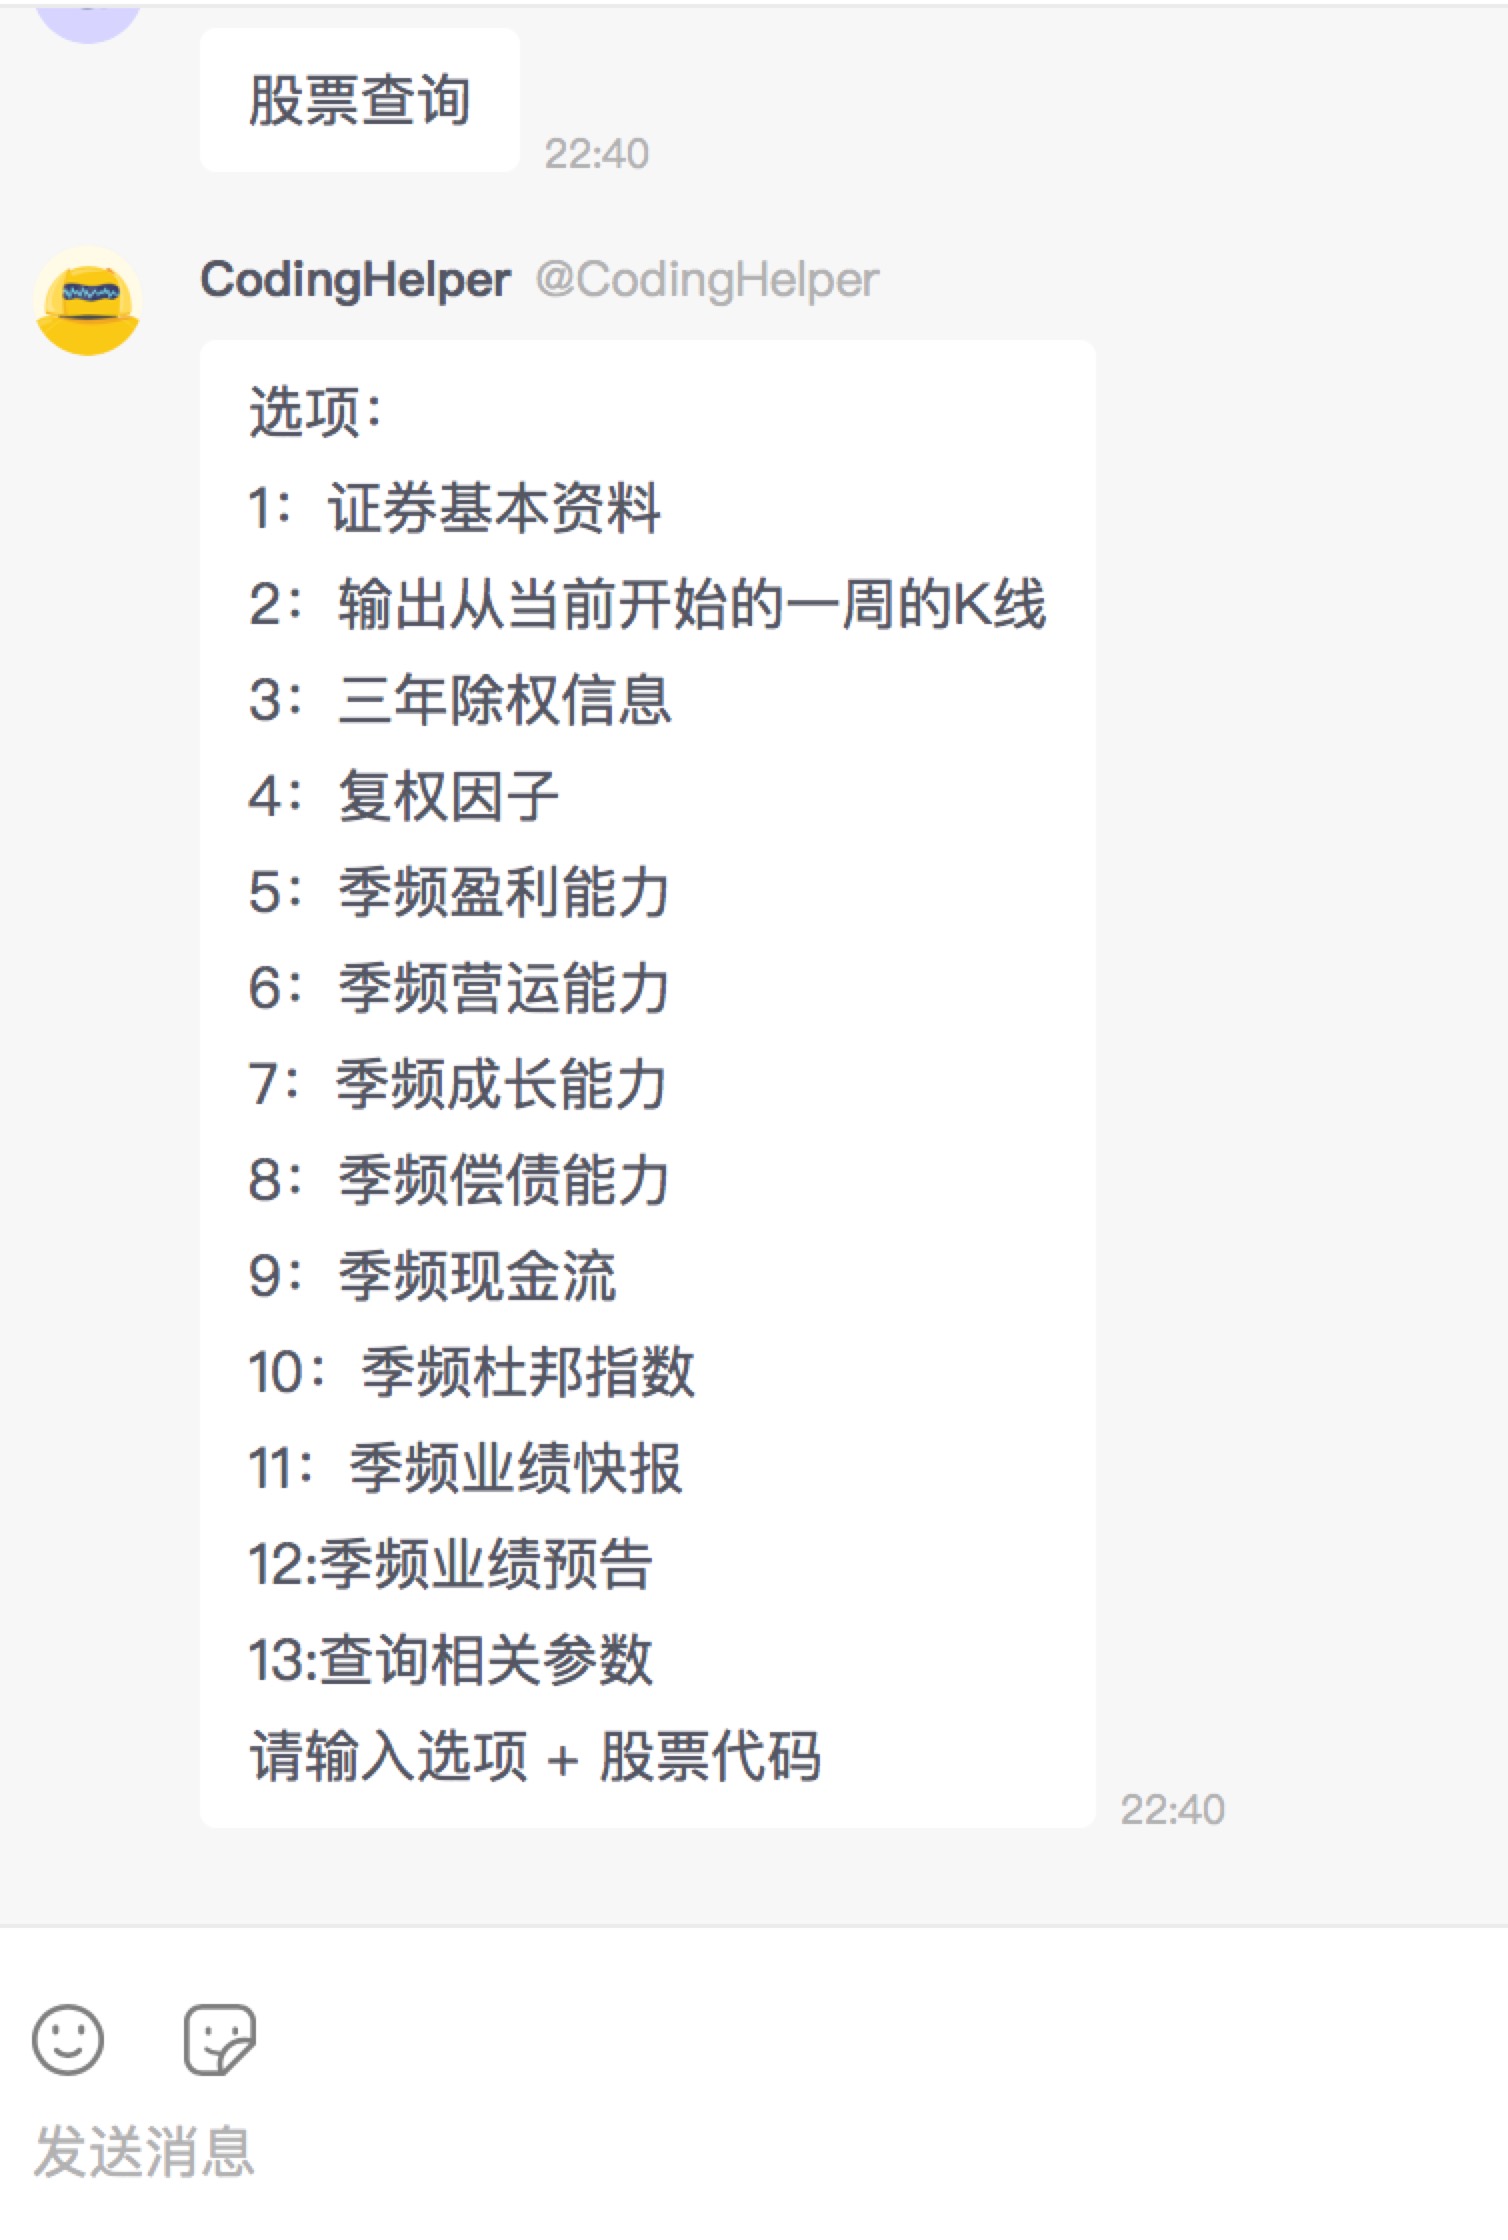 股票查询
22:40
CodingHelper @CodingHelper
选项：
1：证券基本资料
2：输出从当前开始的一周的K线
3：三年除权信息
4：复权因子
5：季频盈利能力
6：季频营运能力
7：季频成长能力
8：季频偿债能力
9：季频现金流
10：季频杜邦指数
11：季频业绩快报
12:季频业绩预告
13:查询相关参数
请输入选项 + 股票代码
22:40
发送消息